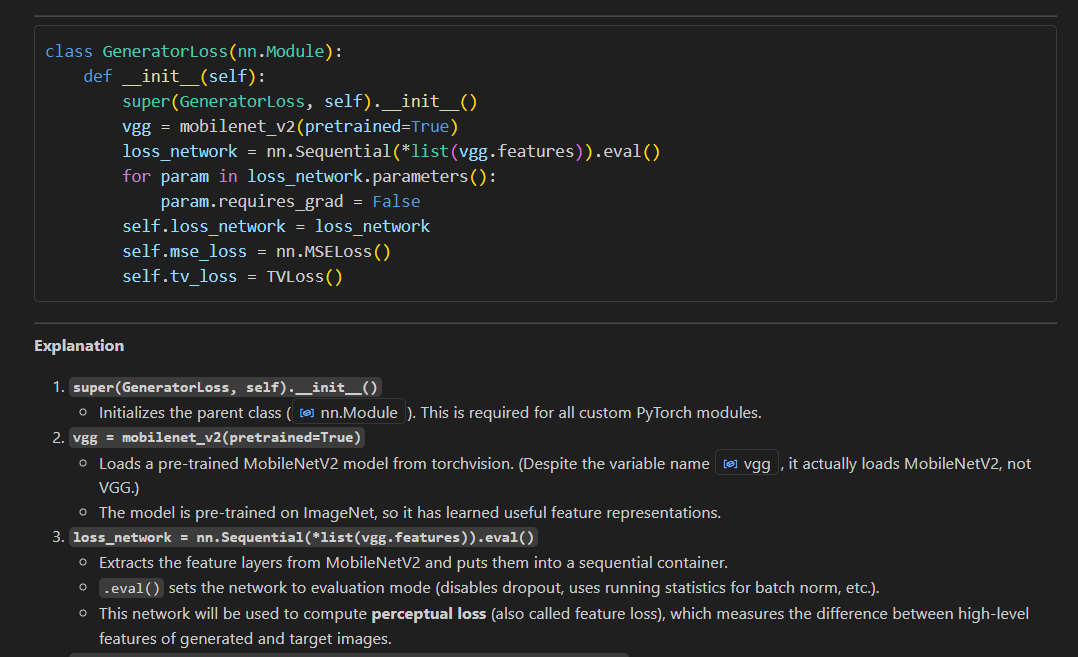 class GeneratorLoss(nn.Module):
    def __init__(self):
        super(GeneratorLoss, self).__init__()
        vgg = mobilenet_v2(pretrained=True)
        loss_network = nn.Sequential(*list(vgg.features)).eval()
        for param in loss_network.parameters():
            param.requires_grad = False
        self.loss_network = loss_network
        self.mse_loss = nn.MSELoss()
        self.tv_loss = TVLoss()
Explanation
1. super(GeneratorLoss, self).__init__()
○ Initializes the parent class ( nn.Module ). This is required for all custom PyTorch modules.
2. vgg = mobilenet_v2(pretrained=True)
○ Loads a pre-trained MobileNetV2 model from torchvision. (Despite the variable name vgg , it actually loads MobileNetV2, not
VGG.)
○ The model is pre-trained on ImageNet, so it has learned useful feature representations.
3. loss_network = nn.Sequential(*list(vgg.features)).eval()
○ Extracts the feature layers from MobileNetV2 and puts them into a sequential container.
○ .eval() sets the network to evaluation mode (disables dropout, uses running statistics for batch norm, etc.).
○ This network will be used to compute perceptual loss (also called feature loss), which measures the difference between high-level
features of generated and target images.